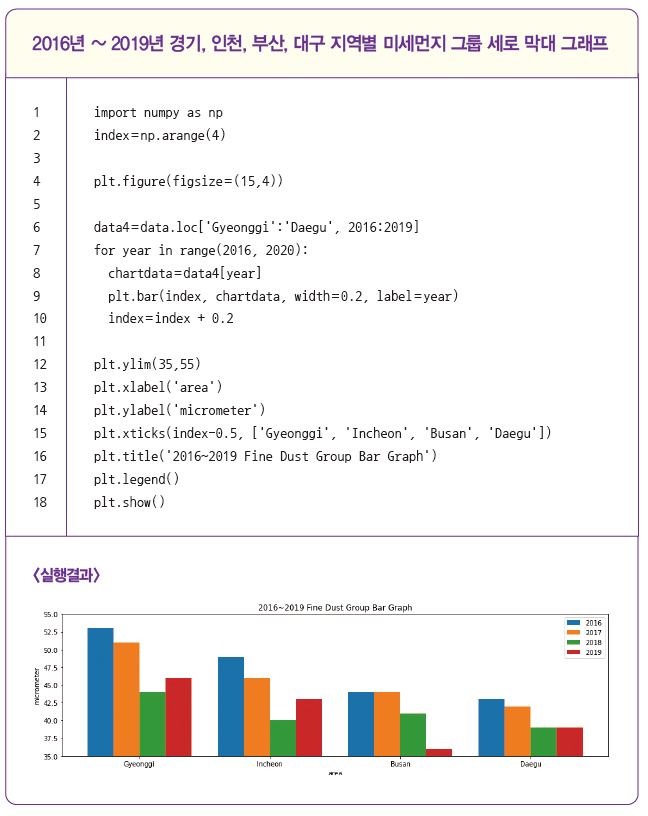 2016년 ~ 2019년 경기, 인천, 부산, 대구 지역별 미세먼지 그룹 세로 막대 그래프
1 import numpy as np
2 index=np.arange(4)
3
4 plt.figure(figsize=(15,4))
5
6 data4=data.loc['Gyeonggi':'Daegu', 2016:2019]
7 for year in range(2016, 2020):
8 chartdata=data4[year]
9 plt.bar(index, chartdata, width=0.2, label=year)
10 index=index + 0.2
11
12 plt.ylim(35,55)
13 plt.xlabel('area')
14 plt.ylabel('micrometer')
15 plt.xticks(index-0.5, ['Gyeonggi', 'Incheon', 'Busan', 'Daegu'])
16 plt.title('2016~2019 Fine Dust Group Bar Graph')
17 plt.legend()
18 plt.show()
〈실행결과〉
2016~2019 Fine Dust Group Bar Graph
55.0
52.5
50.0
47.5
45.0
42.5
40.0
37.5
35.0
micrometer
2016
2017
2018
2019
Gyeonggi Incheon Busan Daegu
area